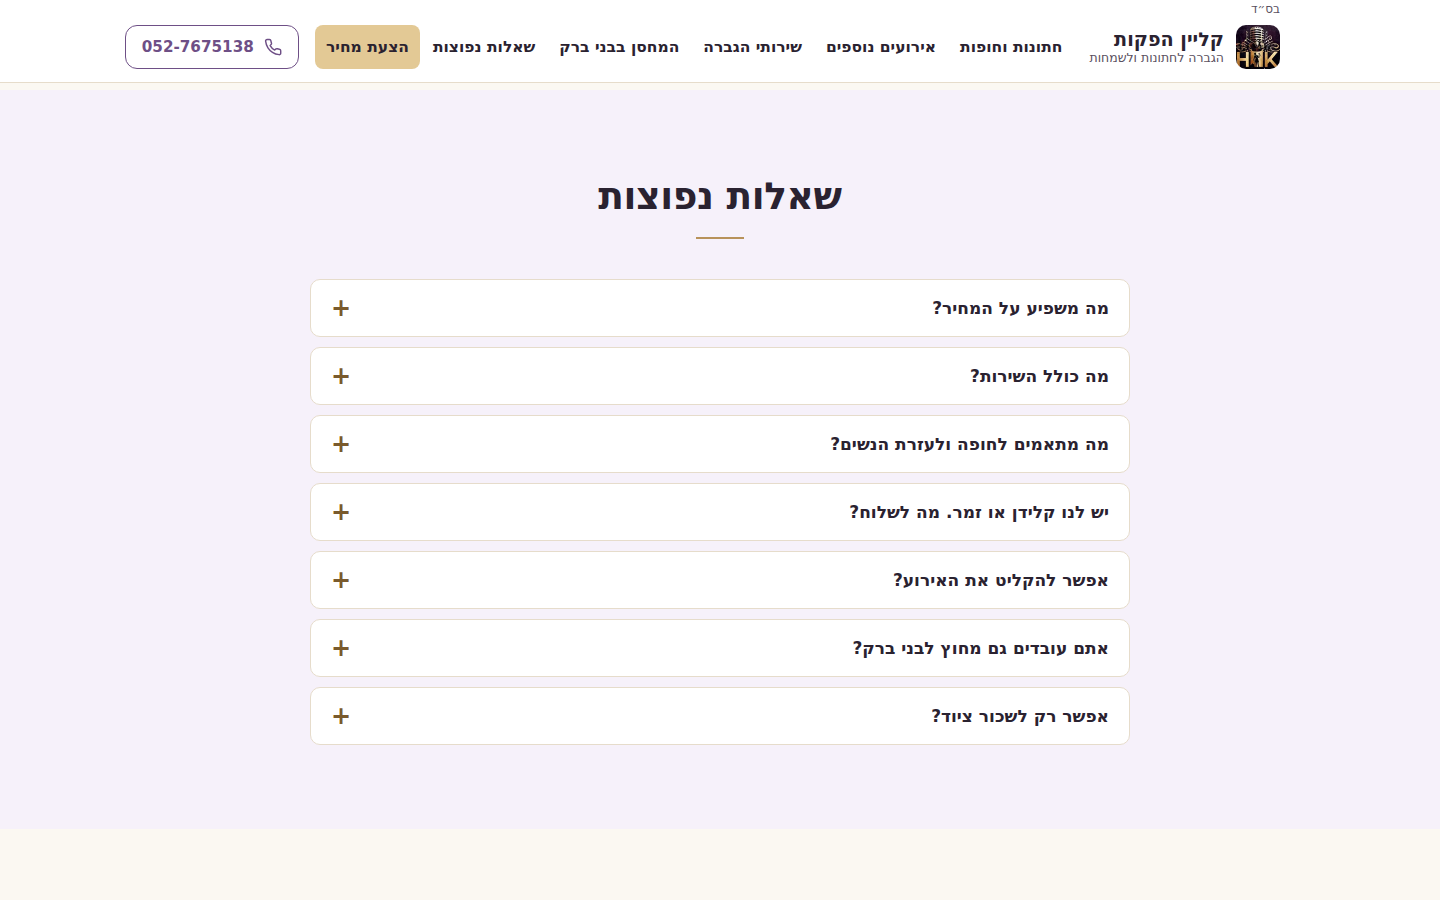 בס״ד
קליין הפקות
הגברה לחתונות ולשמחות
חתונות וחופות
אירועים נוספים
שירותי הגברה
המחסן בבני ברק
שאלות נפוצות
הצעת מחיר
052-7675138
שאלות נפוצות
מה משפיע על המחיר?
מה כולל השירות?
מה מתאמים לחופה ולעזרת הנשים?
יש לנו קלידן או זמר. מה לשלוח?
אפשר להקליט את האירוע?
אתם עובדים גם מחוץ לבני ברק?
אפשר רק לשכור ציוד?